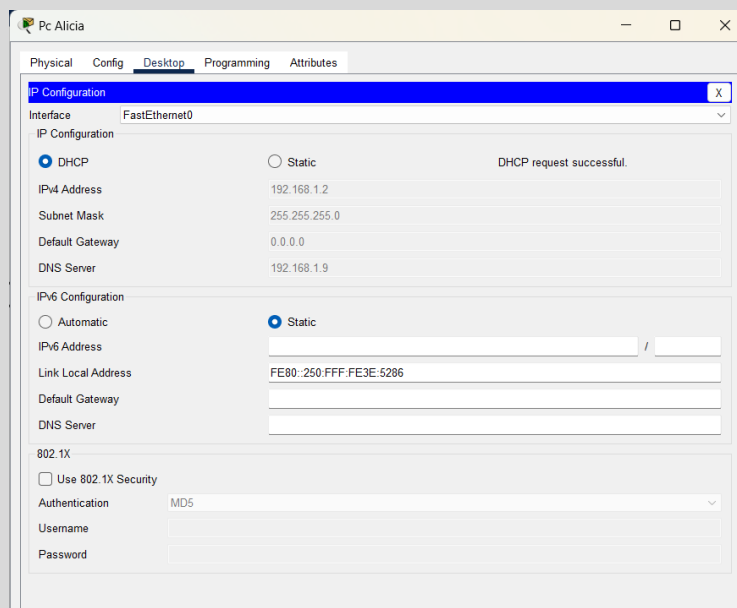 Pc Alicia
Physical Config Desktop Programming Attributes
IP Configuration X
Interface FastEthernet0
IP Configuration
DHCP Static DHCP request successful.
IPv4 Address 192.168.1.2
Subnet Mask 255.255.255.0
Default Gateway 0.0.0.0
DNS Server 192.168.1.9
IPv6 Configuration
Automatic Static
IPv6 Address /
Link Local Address FE80::250:FFF:FE3E:5286
Default Gateway
DNS Server
802.1X
Use 802.1X Security
Authentication MD5
Username
Password